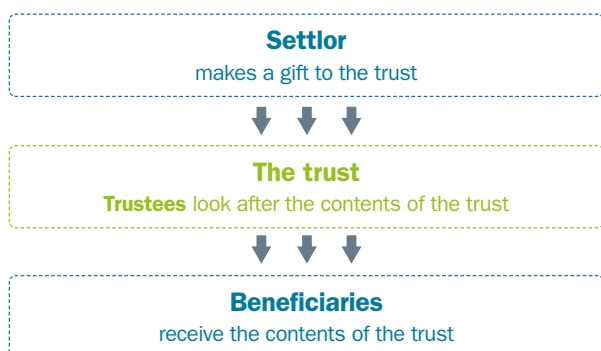 Settlor
makes a gift to the trust
The trust
Trustees look after the contents of the trust
Beneficiaries
receive the contents of the trust